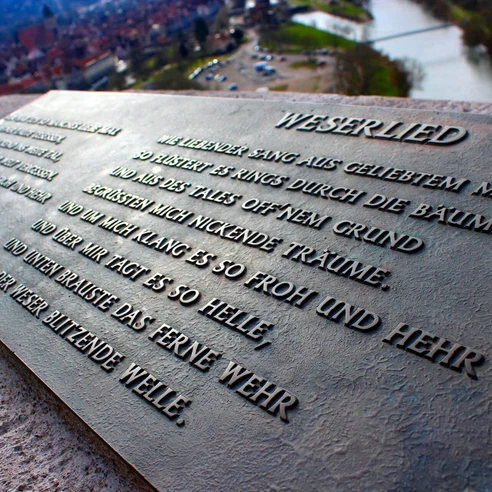 WESERLIED
WIE LIEBENDER SANG AUS GELIEBTEM M
SO FLÜSTERT ES RINGS DURCH DIE BÄUM
UND AUS DES TALES OFF'NEM GRUND
BEGRÜSSTEN MICH NICKENDE TRÄUME.
UND UM MICH KLANG ES SO FROH UND HEHR
UND ÜBER MIR TAGT ES SO HELLE,
UND UNTEN BRAUSTE DAS FERNE WEHR
DER WESER BLITZENDE WELLE.